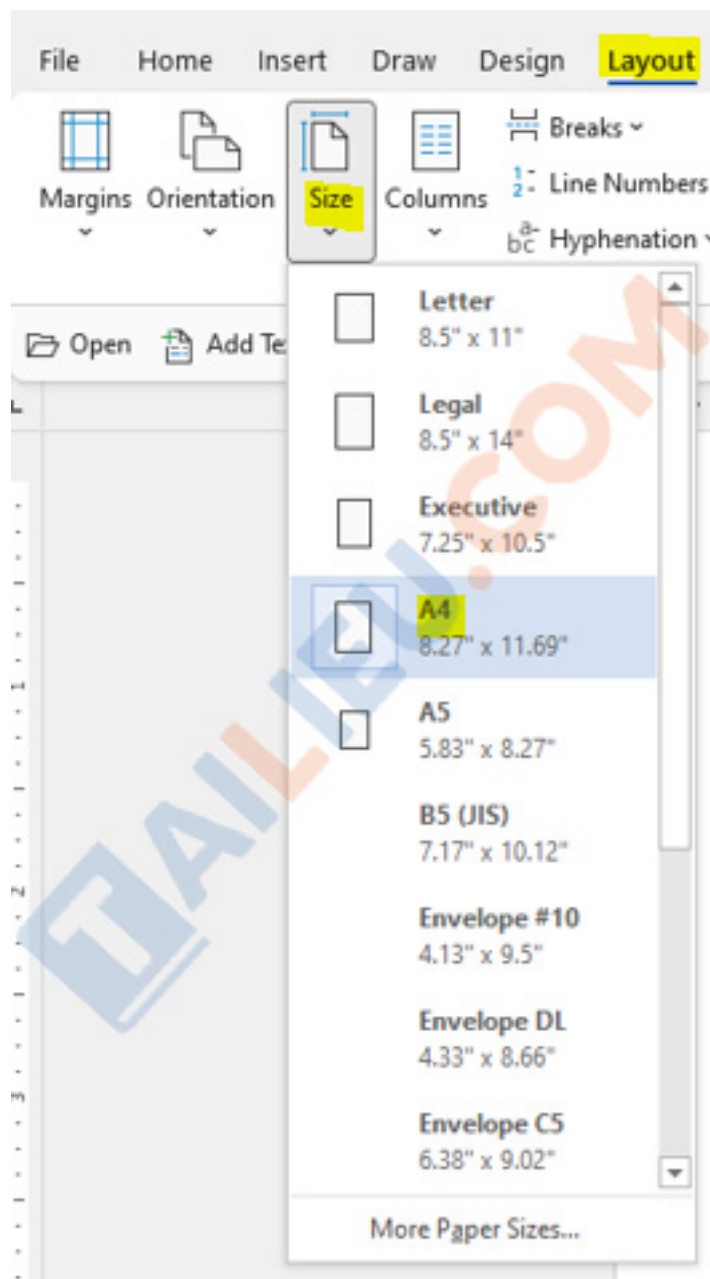 File Home Insert Draw Design Layout
Margins Orientation Size Columns
Breaks
Line Numbers
Hyphenation
Open Add Te
Letter
8.5" x 11"
Legal
8.5" x 14"
Executive
7.25" x 10.5"
A4
8.27" x 11.69"
A5
5.83" x 8.27"
B5 (JIS)
7.17" x 10.12"
Envelope #10
4.13" x 9.5"
Envelope DL
4.33" x 8.66"
Envelope C5
6.38" x 9.02"
More Paper Sizes...
1
2
3
TAILIEU.COM